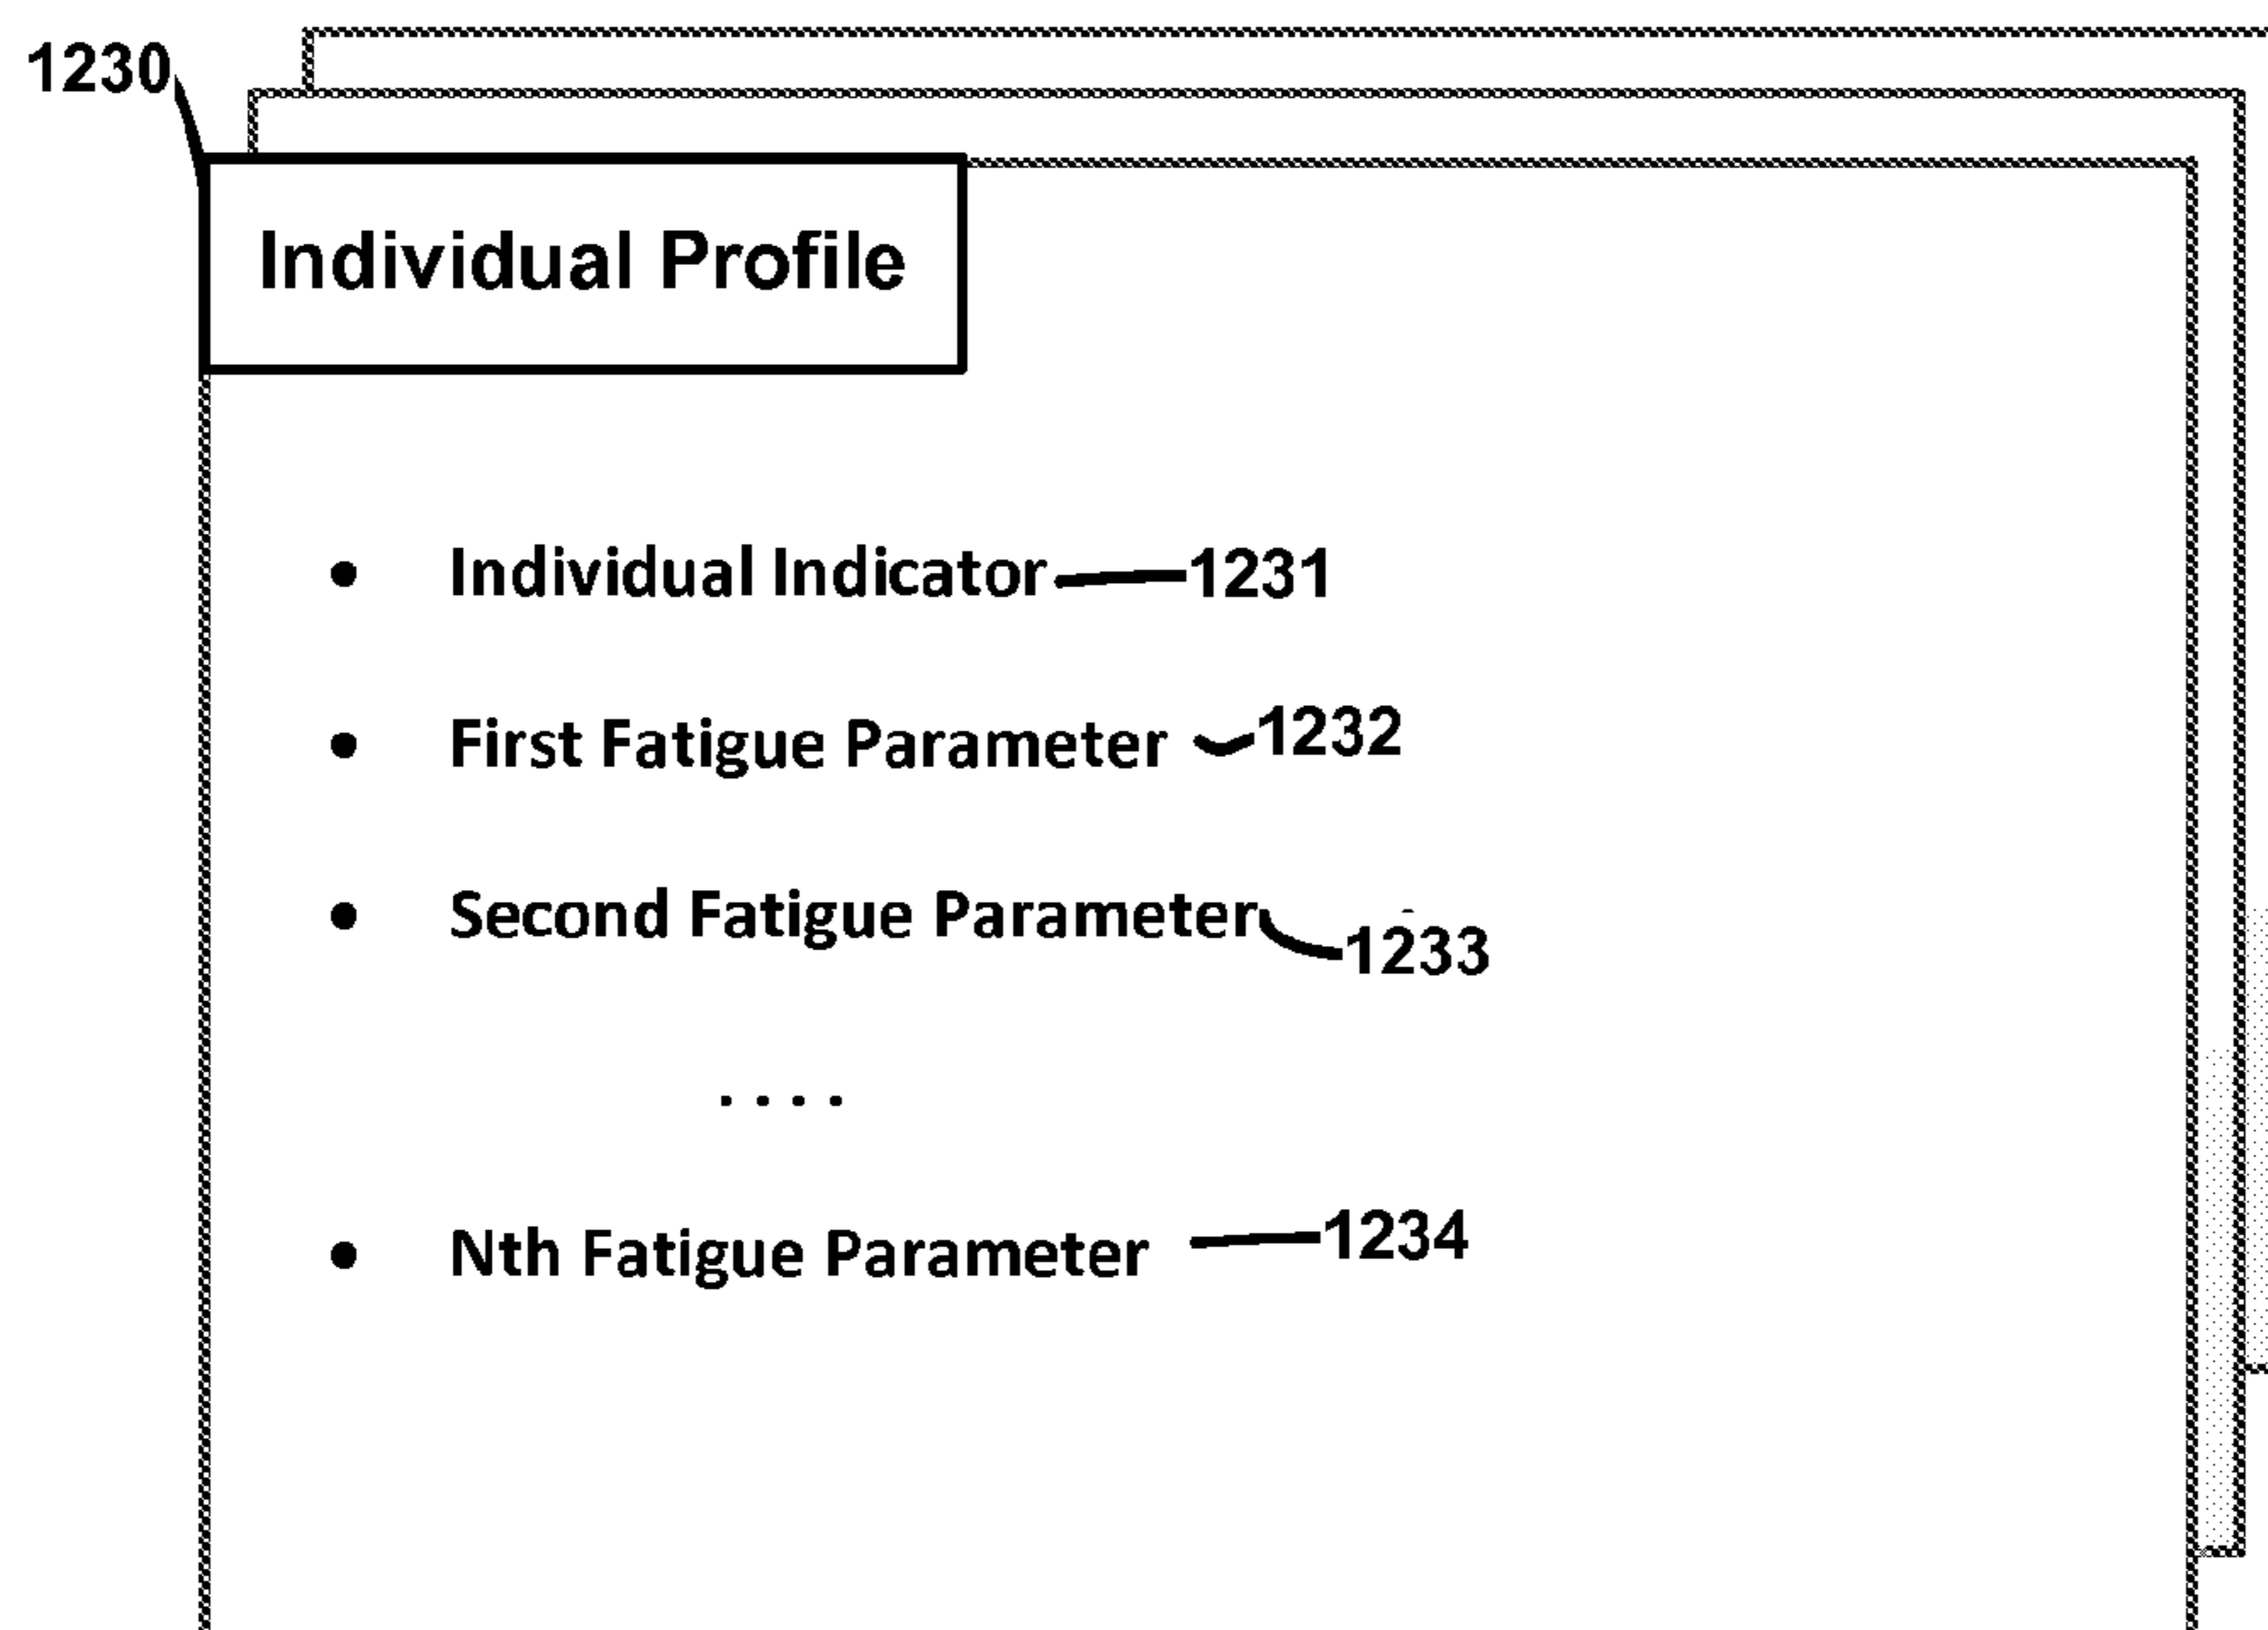 1230
Individual Profile
• Individual Indicator 1231
• First Fatigue Parameter 1232
• Second Fatigue Parameter 1233
....
• Nth Fatigue Parameter 1234